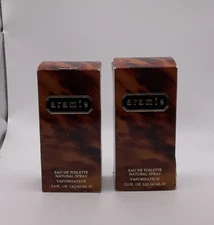 aramis
EAU DE TOILETTE
NATURAL SPRAY
VAPORISATEUR
aramis
EAU DE TOILETTE
NATURAL SPRAY
VAPORISATEUR